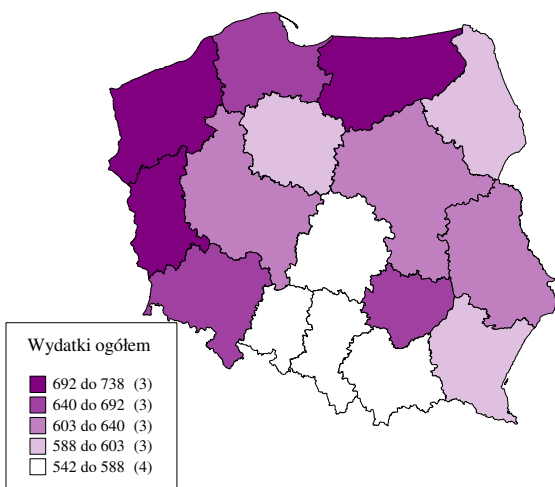 Wydatki ogółem
692 do 738 (3)
640 do 692 (3)
603 do 640 (3)
588 do 603 (3)
542 do 588 (4)